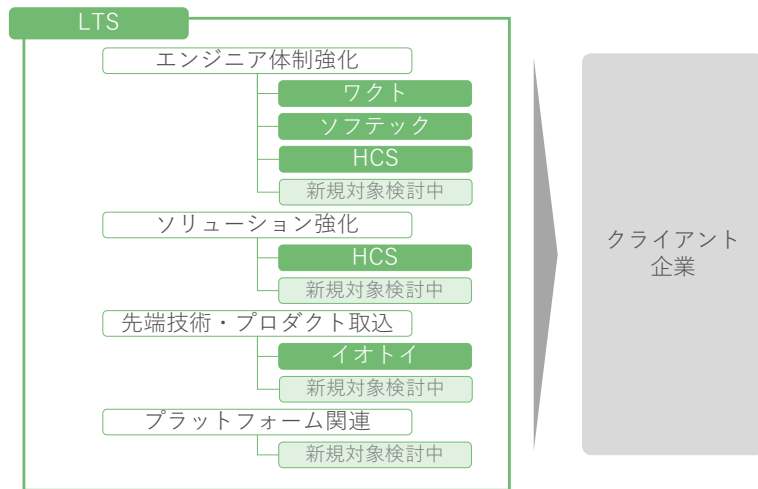 LTS
エンジニア体制強化
ワクト
ソフテック
HCS
新規対象検討中
ソリューション強化
HCS
新規対象検討中
先端技術・プロダクト取込
イオトイ
新規対象検討中
プラットフォーム関連
新規対象検討中
クライアント
企業